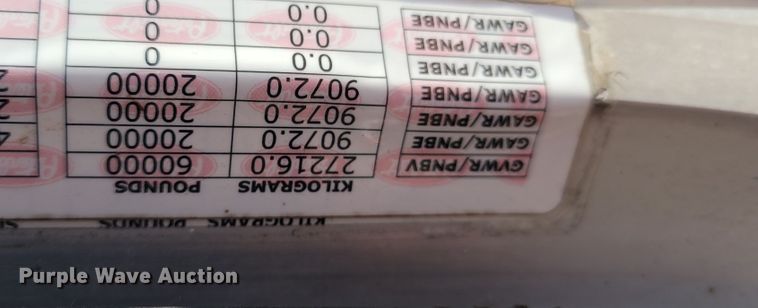 KILOGRAMS POUNDS
KILOGRAMS POUNDS
GVWR/PNBV 27216.0 60000
GAWR/PNBE 9072.0 20000
GAWR/PNBE 9072.0 20000
GAWR/PNBE 9072.0 20000
GAWR/PNBE 0.0 0
GAWR/PNBE 0.0 0
GAWR/PNBE 0.0 0
Purple Wave Auction